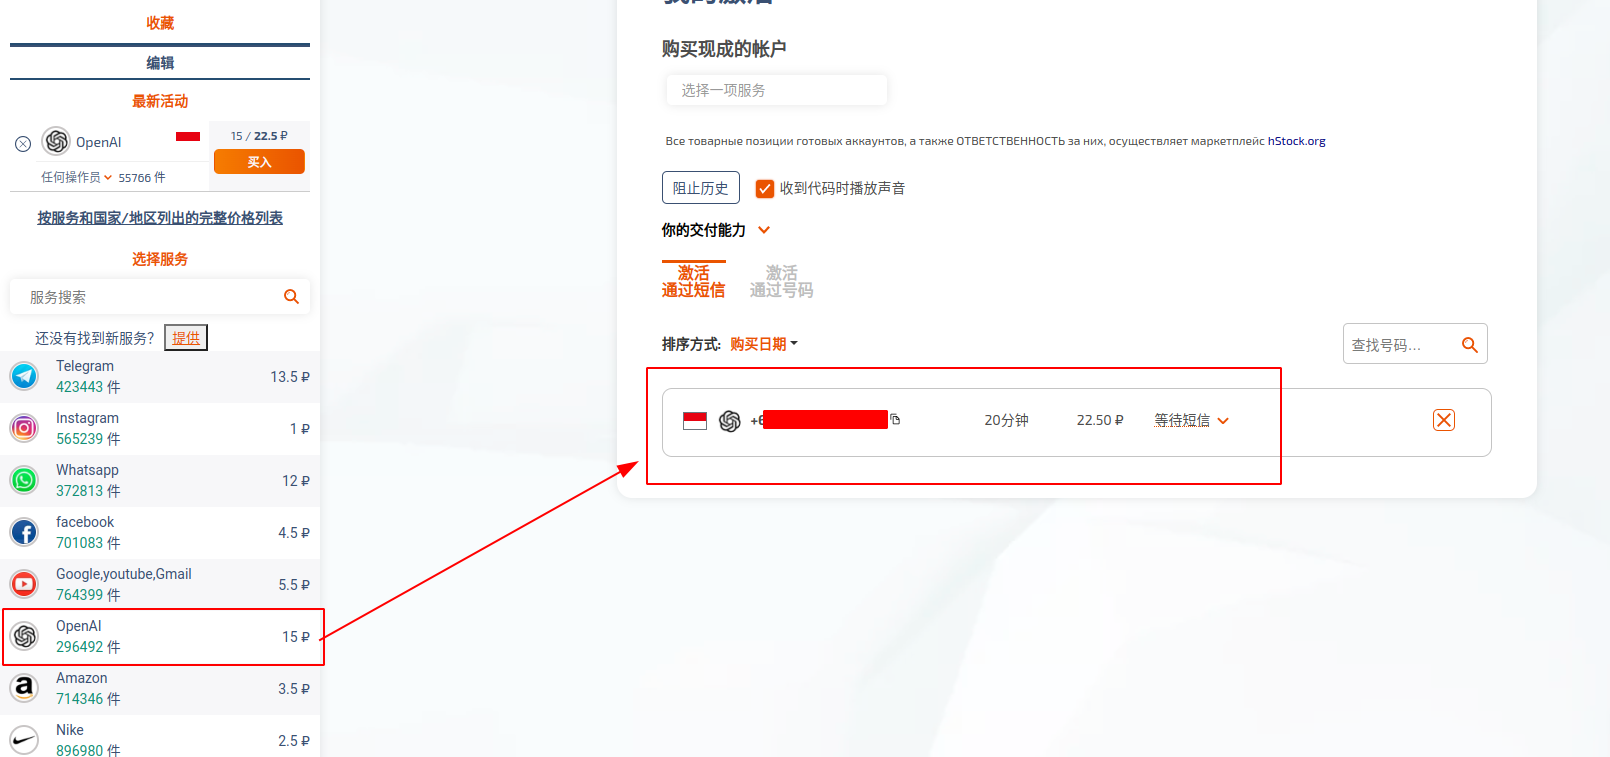 收藏
编辑
最新活动
OpenAI
15 / 22.5 ₽
买入
任何操作员 55766 件
按服务和国家/地区列出的完整价格列表
选择服务
服务搜索
还没有找到新服务? 提供
Telegram
423443 件
13.5 ₽
Instagram
565239 件
1 ₽
Whatsapp
372813 件
12 ₽
facebook
701083 件
4.5 ₽
Google,youtube,Gmail
764399 件
5.5 ₽
OpenAI
296492 件
15 ₽
Amazon
714346 件
3.5 ₽
Nike
896980 件
2.5 ₽
我的激活
购买现成的帐户
选择一项服务
Все товарные позиции готовых аккаунтов, а также ОТВЕТСТВЕННОСТЬ за них, осуществляет маркетплейс hStock.org
阻止历史 收到代码时播放声音
你的交付能力
激活
通过短信
激活
通过号码
排序方式: 购买日期
查找号码...
+6 20分钟 22.50 ₽ 等待短信